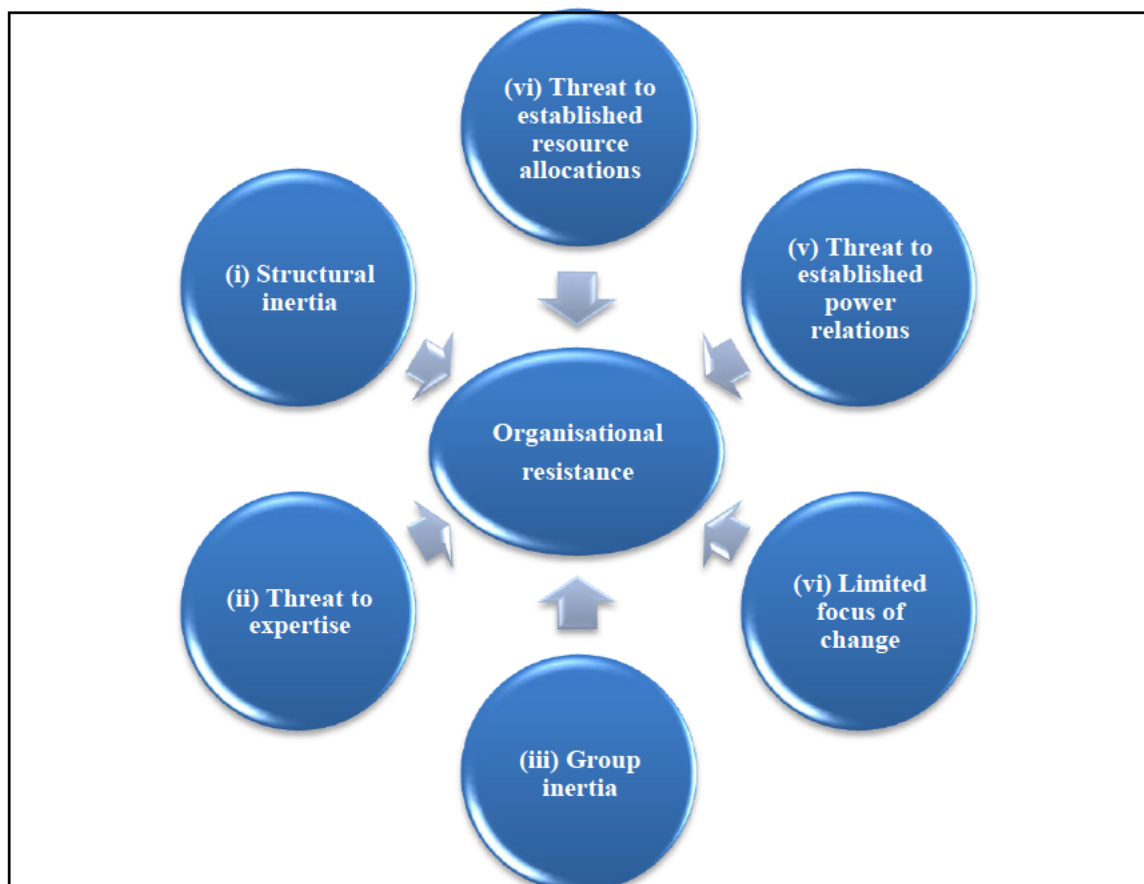 (vi) Threat to
established
resource
allocations
(i) Structural
inertia
(v) Threat to
established
power
relations
Organisational
resistance
(ii) Threat to
expertise
(vi) Limited
focus of
change
(iii) Group
inertia